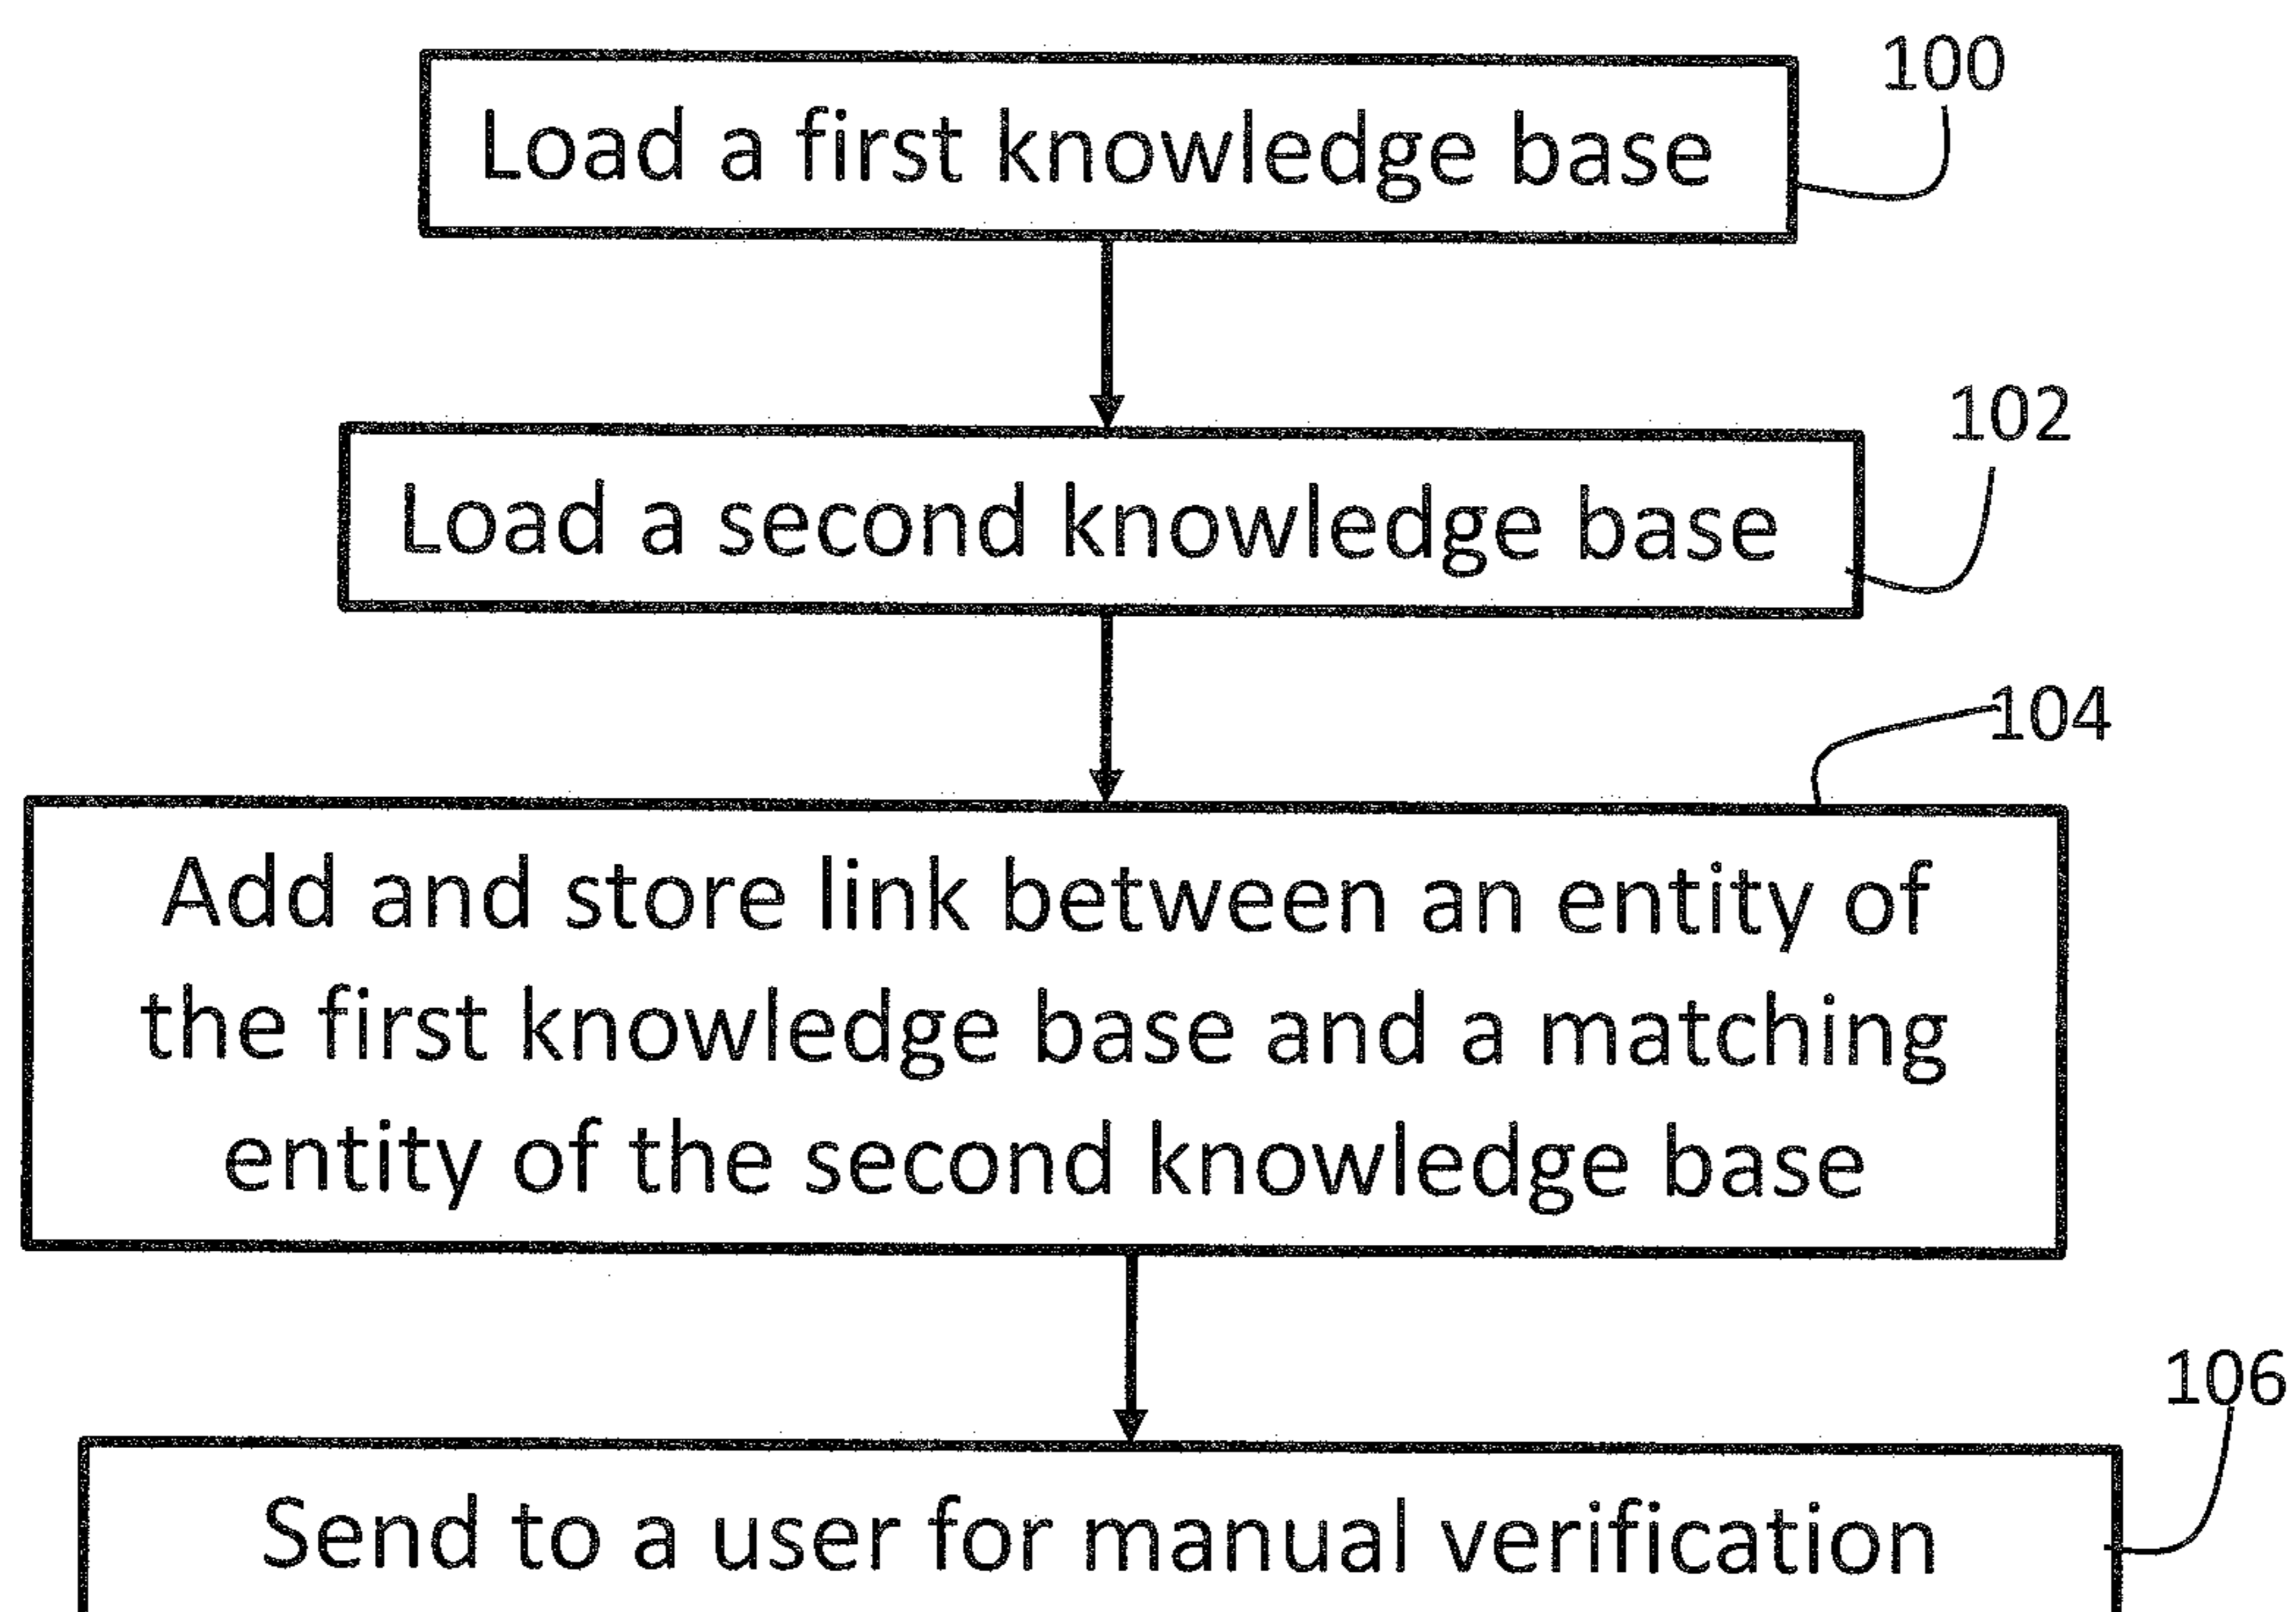 100
Load a first knowledge base
102
Load a second knowledge base
104
Add and store link between an entity of
the first knowledge base and a matching
entity of the second knowledge base
106
Send to a user for manual verification